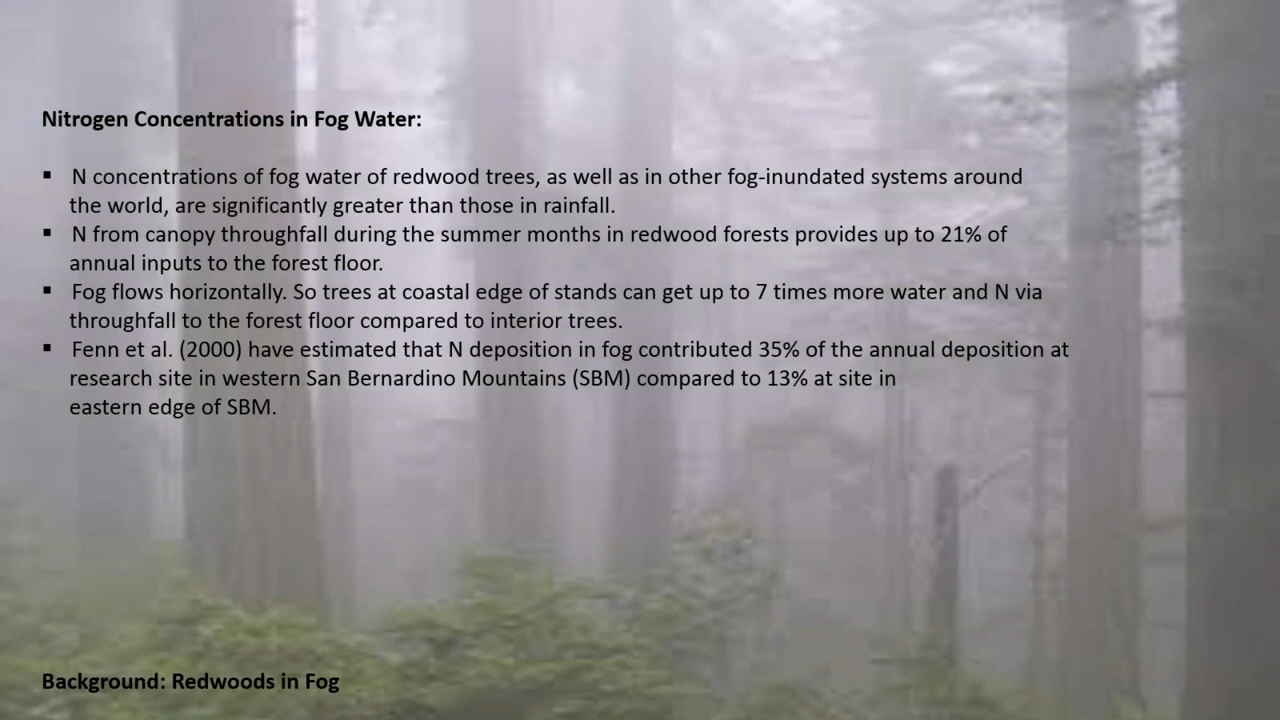 Nitrogen Concentrations in Fog Water:
▪ N concentrations of fog water of redwood trees, as well as in other fog-inundated systems around
the world, are significantly greater than those in rainfall.
▪ N from canopy throughfall during the summer months in redwood forests provides up to 21% of
annual inputs to the forest floor.
▪ Fog flows horizontally. So trees at coastal edge of stands can get up to 7 times more water and N via
throughfall to the forest floor compared to interior trees.
▪ Fenn et al. (2000) have estimated that N deposition in fog contributed 35% of the annual deposition at
research site in western San Bernardino Mountains (SBM) compared to 13% at site in
eastern edge of SBM.
Background: Redwoods in Fog